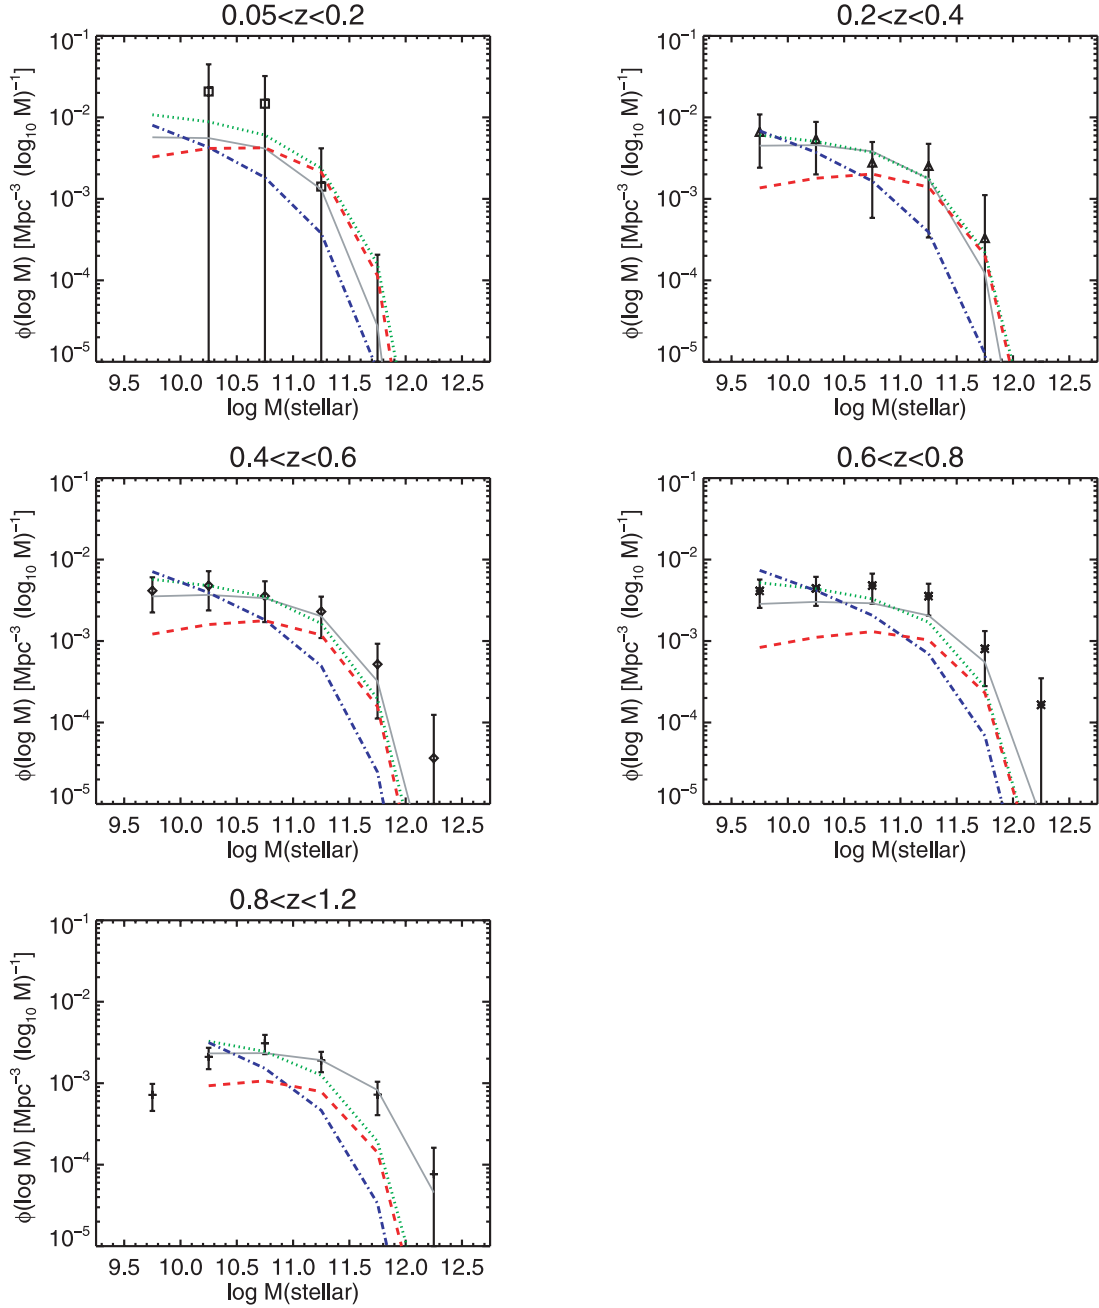 0.05<z<0.2
10⁻¹
10⁻²
10⁻³
10⁻⁴
10⁻⁵
ϕ(log M) [Mpc⁻³ (log₁₀ M)⁻¹]
9.5 10.0 10.5 11.0 11.5 12.0 12.5
log M(stellar)
0.2<z<0.4
10⁻¹
10⁻²
10⁻³
10⁻⁴
10⁻⁵
ϕ(log M) [Mpc⁻³ (log₁₀ M)⁻¹]
9.5 10.0 10.5 11.0 11.5 12.0 12.5
log M(stellar)
0.4<z<0.6
10⁻¹
10⁻²
10⁻³
10⁻⁴
10⁻⁵
ϕ(log M) [Mpc⁻³ (log₁₀ M)⁻¹]
9.5 10.0 10.5 11.0 11.5 12.0 12.5
log M(stellar)
0.6<z<0.8
10⁻¹
10⁻²
10⁻³
10⁻⁴
10⁻⁵
ϕ(log M) [Mpc⁻³ (log₁₀ M)⁻¹]
9.5 10.0 10.5 11.0 11.5 12.0 12.5
log M(stellar)
0.8<z<1.2
10⁻¹
10⁻²
10⁻³
10⁻⁴
10⁻⁵
ϕ(log M) [Mpc⁻³ (log₁₀ M)⁻¹]
9.5 10.0 10.5 11.0 11.5 12.0 12.5
log M(stellar)